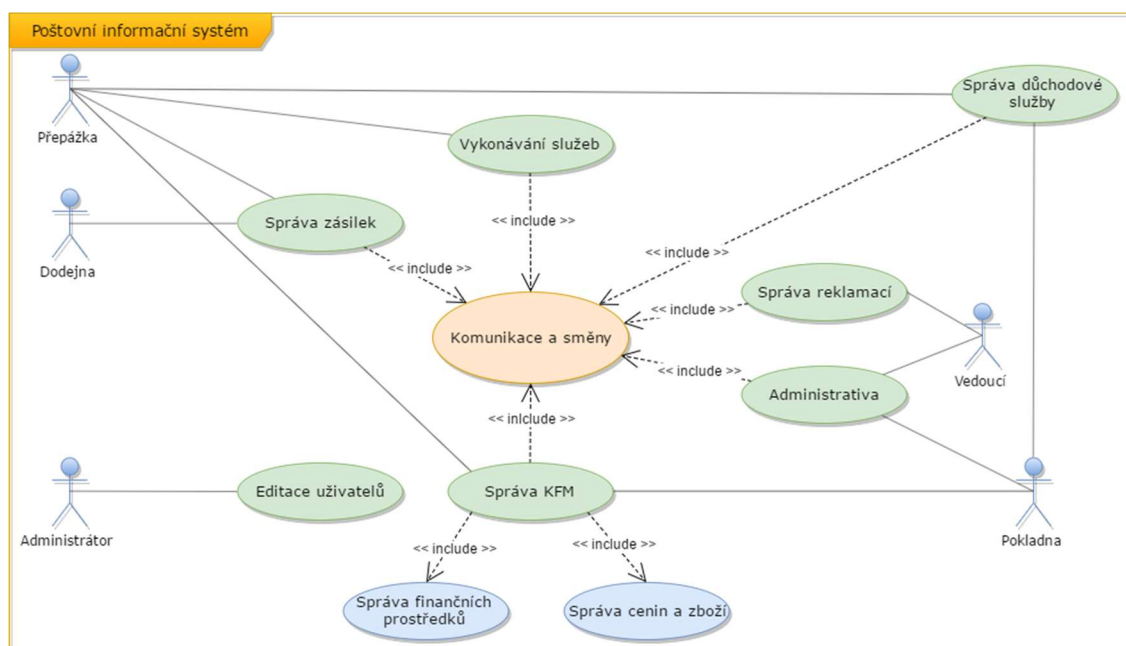 Poštovní informační systém
Přepážka
Správa důchodové
služby
Vykonávání služeb
<< include >>
Dodejna
Správa zásilek
<< include >>
<< include >>
Komunikace a směny
<< include >>
Správa reklamací
<< include >>
Administrativa
Vedoucí
<< inlclude >>
Administrátor
Editace uživatelů
Správa KFM
Pokladna
<< include >>
<< include >>
Správa finančních
prostředků
Správa cenin a zboží